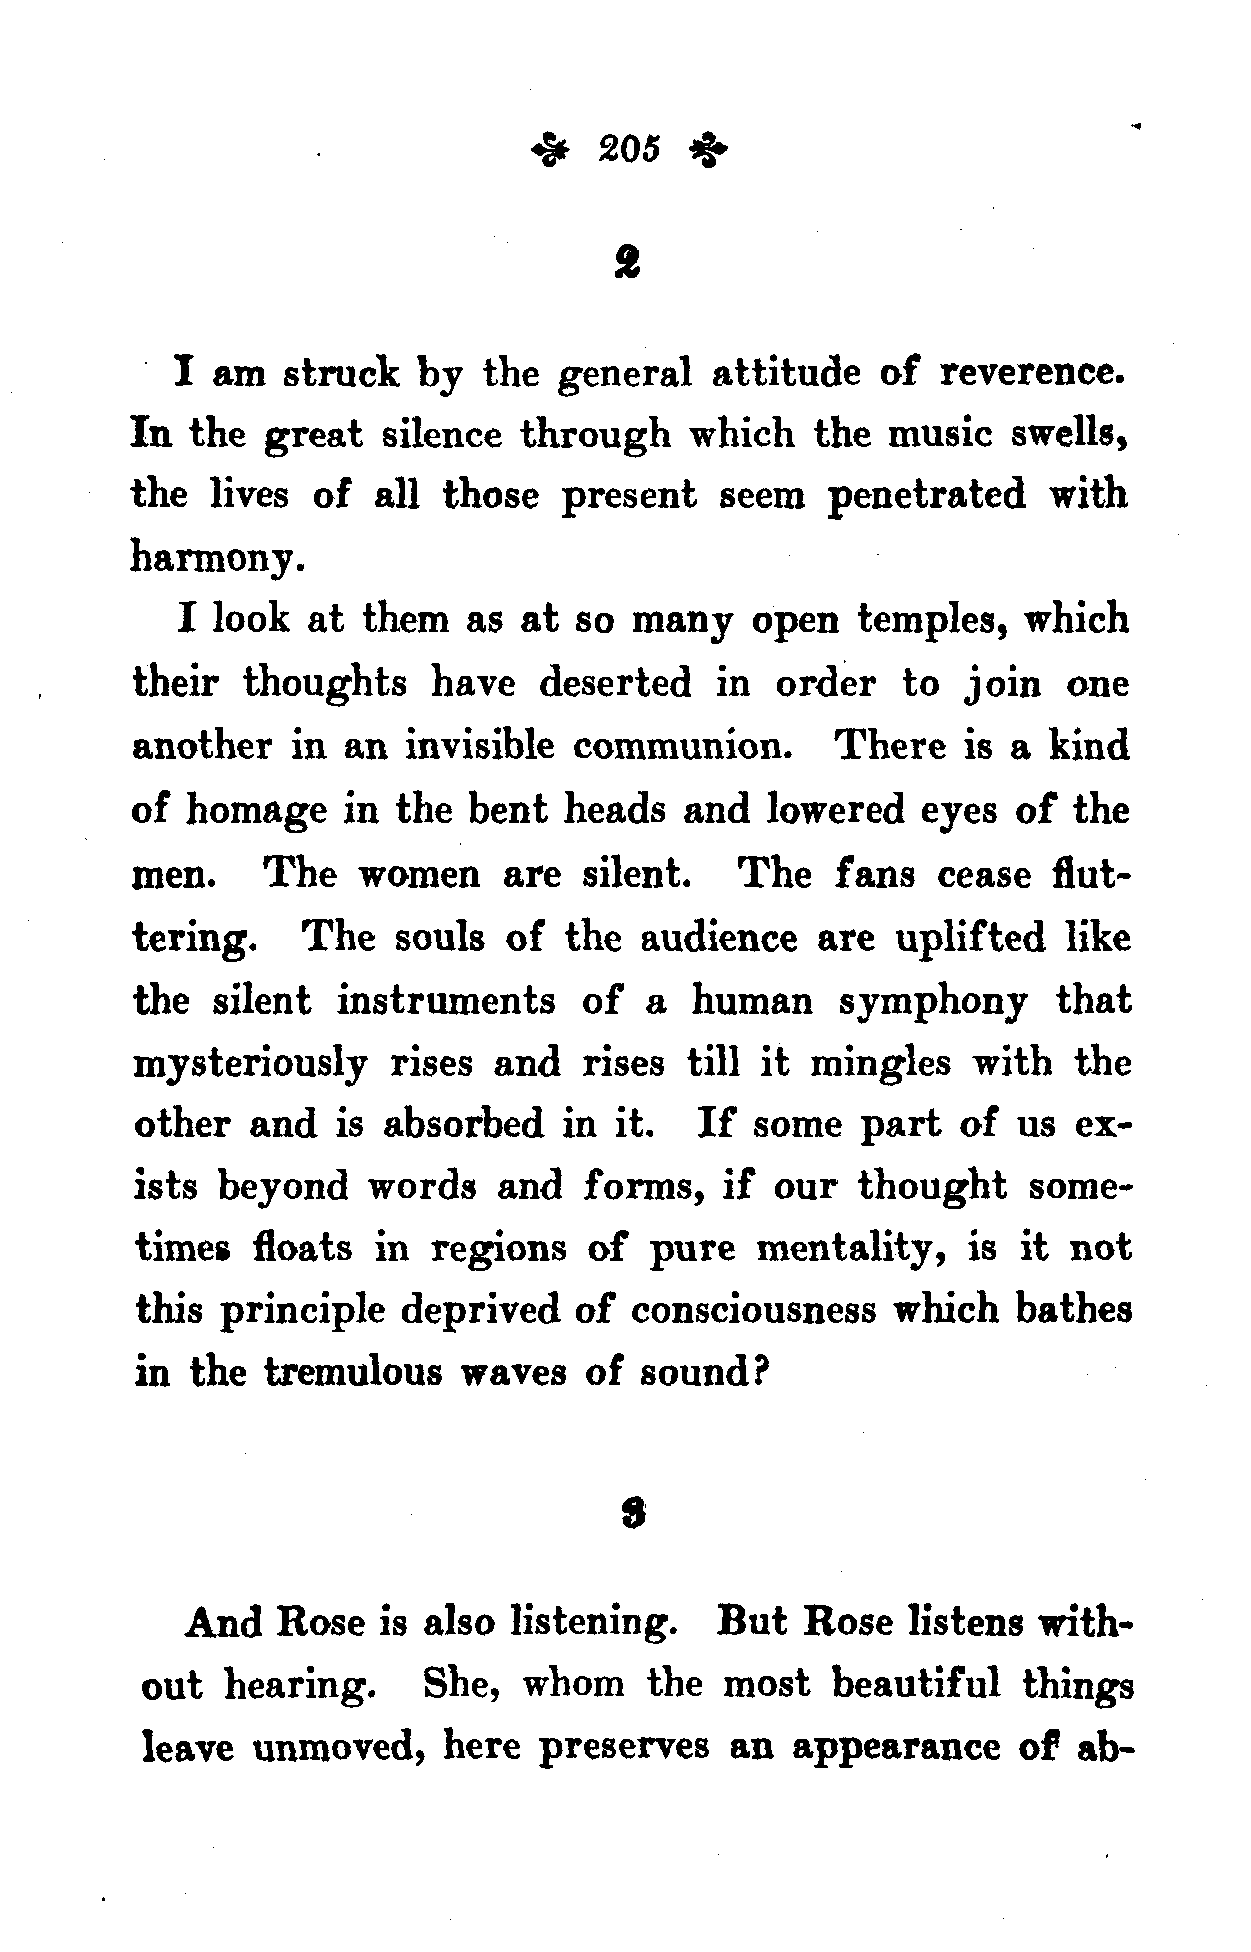 205
2
I am struck by the general attitude of reverence.
In the great silence through which the music swells,
the lives of all those present seem penetrated with
harmony.
I look at them as at so many open temples, which
their thoughts have deserted in order to join one
another in an invisible communion. There is a kind
of homage in the bent heads and lowered eyes of the
men. The women are silent. The fans cease flut-
tering. The souls of the audience are uplifted like
the silent instruments of a human symphony that
mysteriously rises and rises till it mingles with the
other and is absorbed in it. If some part of us ex-
ists beyond words and forms, if our thought some-
times floats in regions of pure mentality, is it not
this principle deprived of consciousness which bathes
in the tremulous waves of sound?
3
And Rose is also listening. But Rose listens with-
out hearing. She, whom the most beautiful things
leave unmoved, here preserves an appearance of ab-